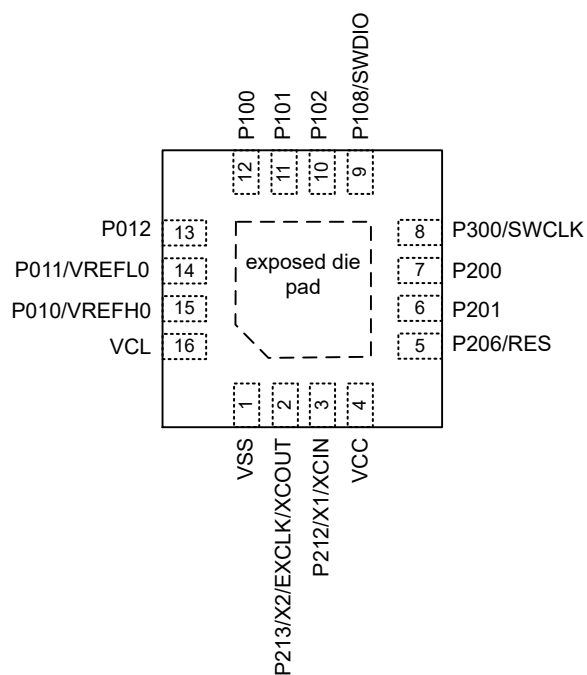 P100
P101
P102
P108/SWDIO
12
11
10
9
P012
13
P011/VREFL0
14
P010/VREFH0
15
VCL
16
exposed die
pad
8
P300/SWCLK
7
P200
6
P201
5
P206/RES
1
2
3
4
VSS
P213/X2/EXCLK/XCOUT
P212/X1/XCIN
VCC